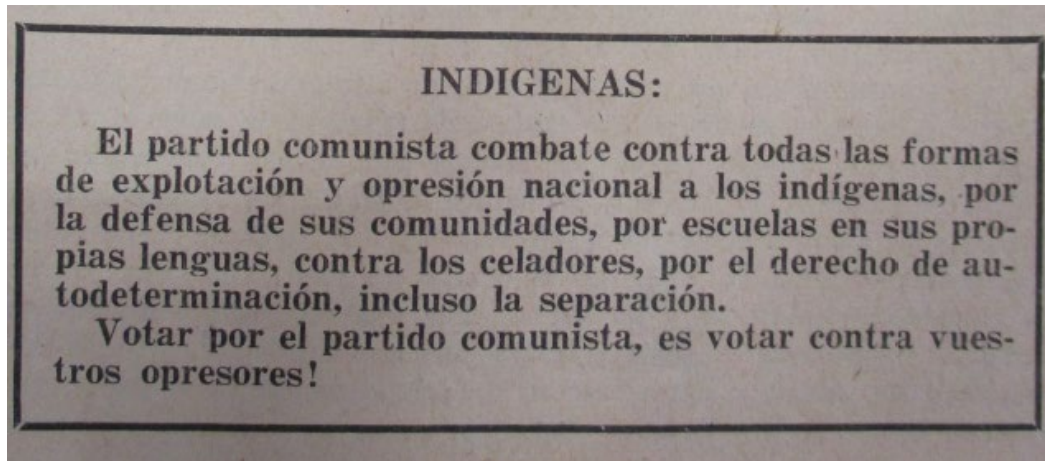 INDIGENAS:
El partido comunista combate contra todas las formas
de explotación y opresión nacional a los indígenas, por
la defensa de sus comunidades, por escuelas en sus pro-
pias lenguas, contra los celadores, por el derecho de au-
todeterminación, incluso la separación.
Votar por el partido comunista, es votar contra vues-
tros opresores!